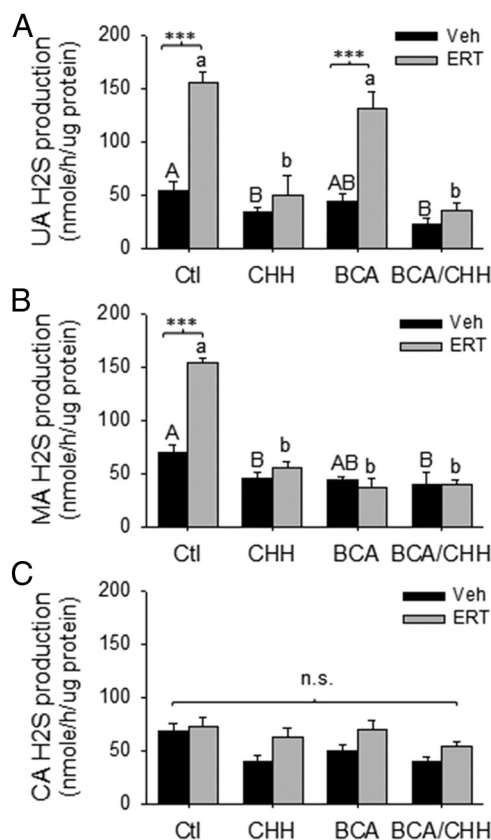 A
UA H2S production
(nmole/h/ug protein)
200
150
100
50
0
***
***
Veh
ERT
A
a
B
b
AB
a
B
b
Ctl
CHH
BCA
BCA/CHH
B
MA H2S production
(nmole/h/ug protein)
200
150
100
50
0
***
Veh
ERT
A
a
B
b
AB
b
B
b
Ctl
CHH
BCA
BCA/CHH
C
CA H2S production
(nmole/h/ug protein)
200
150
100
50
0
n.s.
Veh
ERT
Ctl
CHH
BCA
BCA/CHH